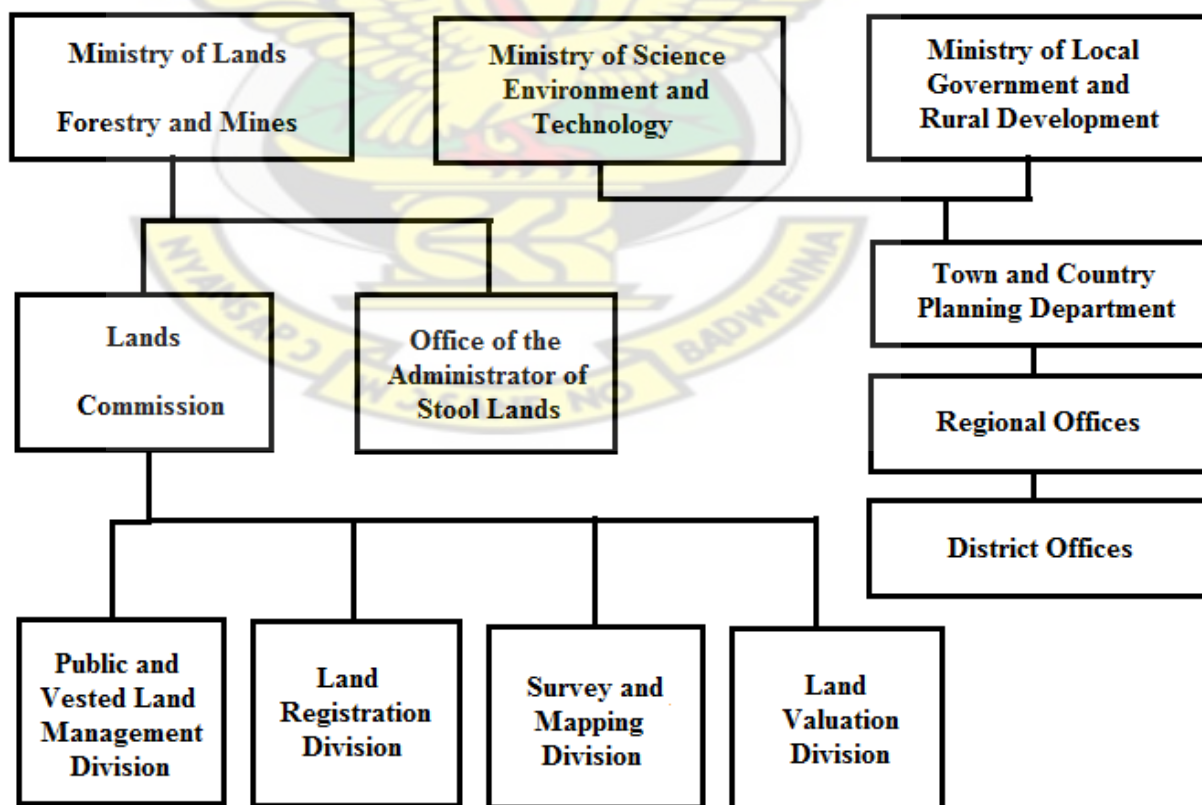 Ministry of Lands
Forestry and Mines
Ministry of Science
Environment and
Technology
Ministry of Local
Government and
Rural Development
Lands
Commission
Office of the
Administrator of
Stool Lands
Town and Country
Planning Department
Regional Offices
District Offices
Public and
Vested Land
Management
Division
Land
Registration
Division
Survey and
Mapping
Division
Land
Valuation
Division
NYANSAPƆ
BADWENMA